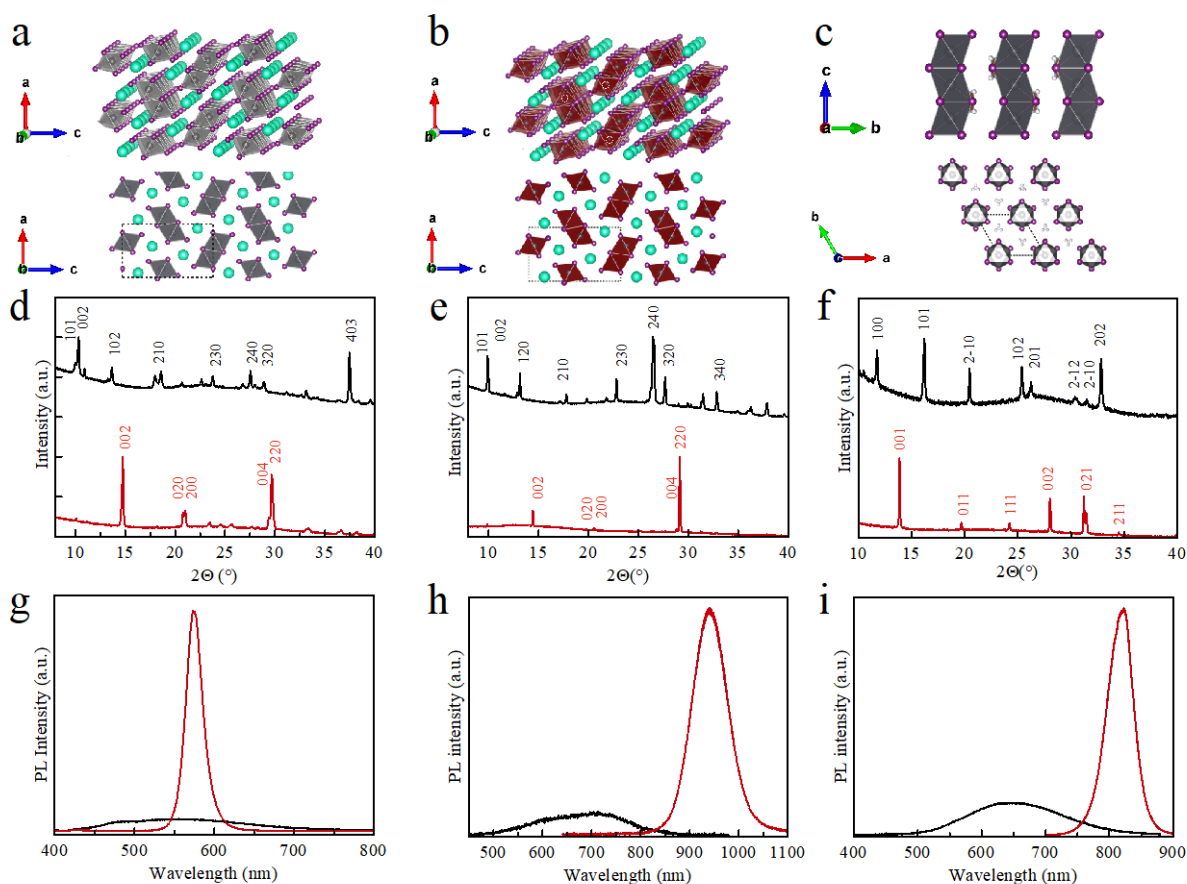 a
b
c
a
b
c
a
b
c
c
a
b
a
b
c
a
b
c
b
c
a
d
e
f
Intensity (a.u.)
101
002
102
210
230
240
320
403
002
020
200
004
220
10
15
20
25
30
35
40
2Θ (°)
Intensity (a.u.)
101
002
120
210
230
240
320
340
002
020
200
004
220
10
15
20
25
30
35
40
2Θ(°)
Intensity (a.u.)
100
101
2-10
102
201
2-12
2-10
202
001
011
111
002
021
211
10
15
20
25
30
35
40
2Θ(°)
g
h
i
PL Intensity (a.u.)
400
500
600
700
800
Wavelength (nm)
PL intensity (a.u.)
500
600
700
800
900
1000
1100
Wavelength (nm)
PL intensity (a.u.)
400
500
600
700
800
900
Wavelength (nm)